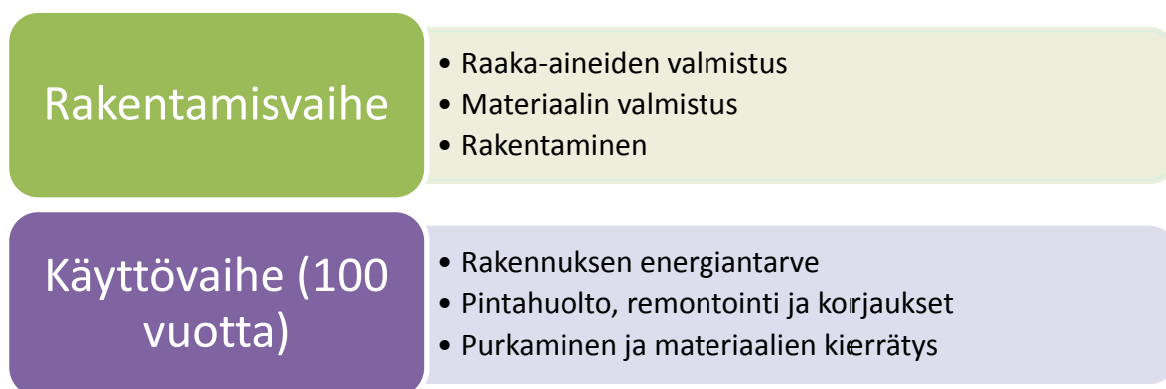 Rakentamisvaihe
• Raaka-aineiden valmistus
• Materiaalin valmistus
• Rakentaminen
Käyttövaihe (100
vuotta)
• Rakennuksen energiantarve
• Pintahuolto, remontointi ja korjaukset
• Purkaminen ja materiaalien kierrätys